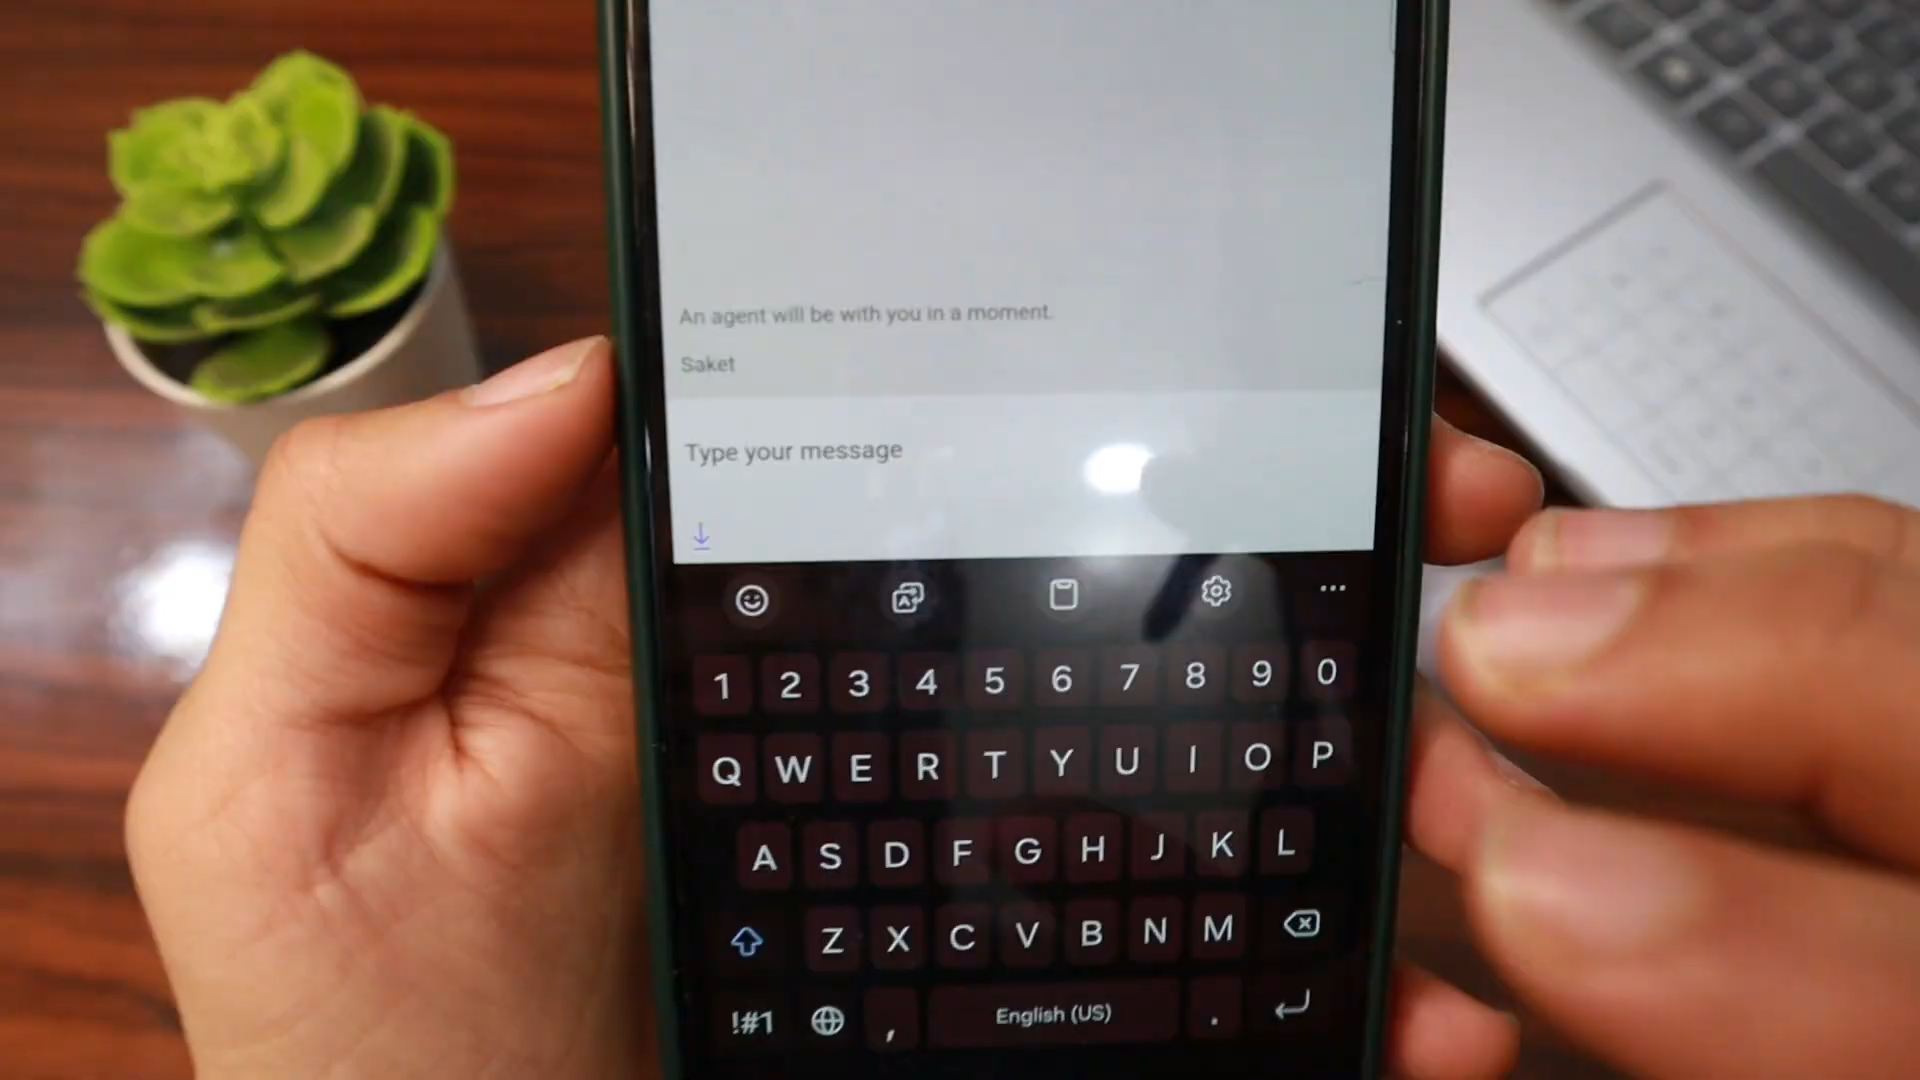 An agent will be with you in a moment.
Saket
Type your message
1 2 3 4 5 6 7 8 9 0
Q W E R T Y U I O P
A S D F G H J K L
Z X C V B N M
!#1 , English (US) .